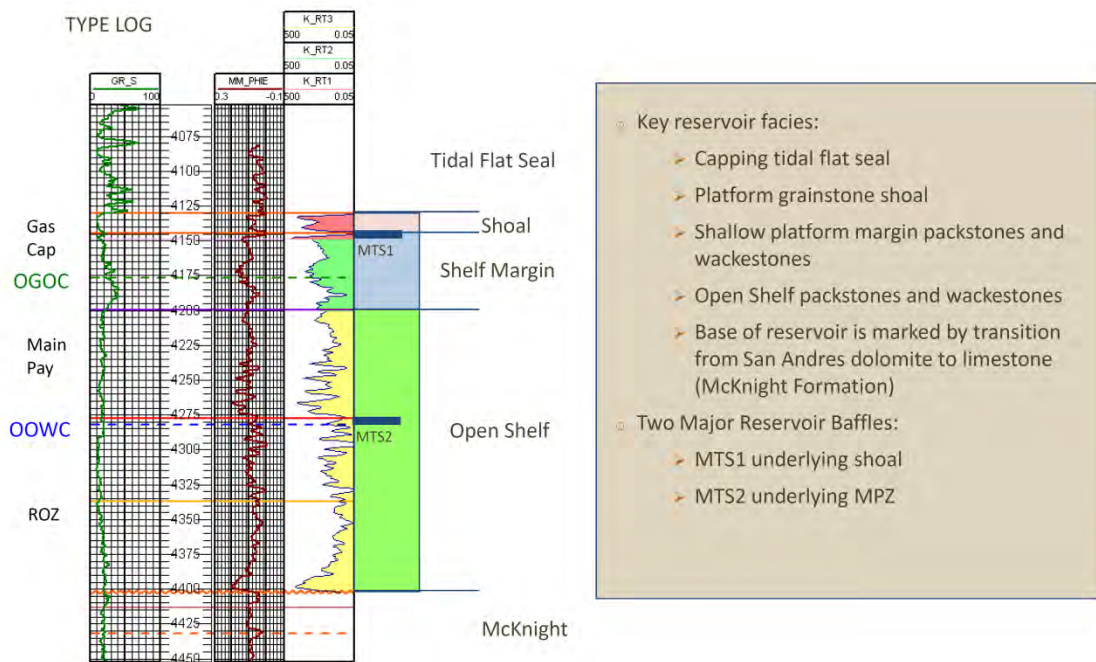 TYPE LOG
K_RT3
500 0.05
K_RT2
500 0.05
GR_S
0 100
MM_PHIE
0.3 -0.1
K_RT1
500 0.05
4075
4100
4125
4150
4175
4200
4225
4250
4275
4300
4325
4350
4375
4400
4425
4450
Gas
Cap
OGOC
Main
Pay
OOWC
ROZ
MTS1
MTS2
Tidal Flat Seal
Shoal
Shelf Margin
Open Shelf
McKnight
Key reservoir facies:
Capping tidal flat seal
Platform grainstone shoal
Shallow platform margin packstones and
wackestones
Open Shelf packstones and wackestones
Base of reservoir is marked by transition
from San Andres dolomite to limestone
(McKnight Formation)
Two Major Reservoir Baffles:
MTS1 underlying shoal
MTS2 underlying MPZ